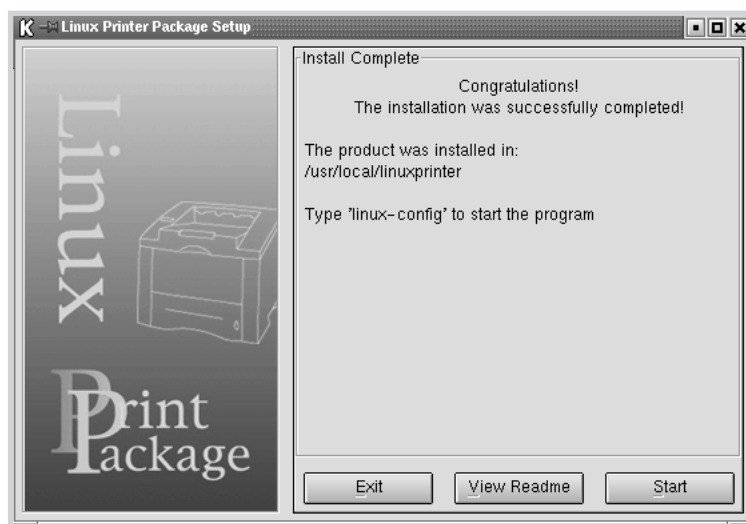 Linux Printer Package Setup
Linux
Print
Package
Install Complete
Congratulations!
The installation was successfully completed!
The product was installed in:
/usr/local/linuxprinter
Type 'linux-config' to start the program
Exit
View Readme
Start